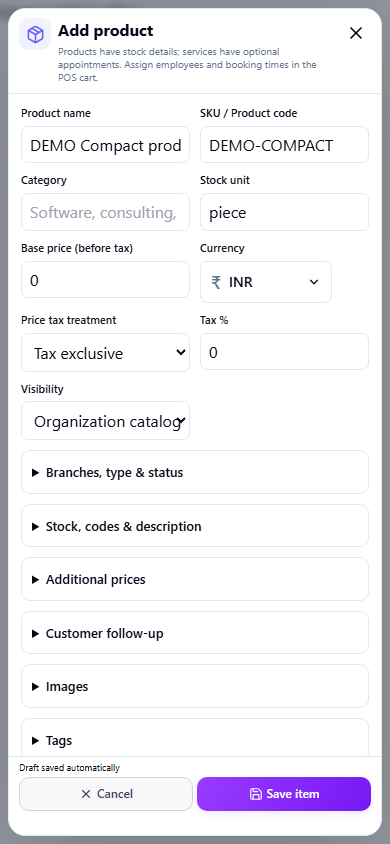 Add product
Products have stock details; services have optional
appointments. Assign employees and booking times in the
POS cart.
Product name
SKU / Product code
DEMO Compact prod
DEMO-COMPACT
Category
Stock unit
Software, consulting,
piece
Base price (before tax)
Currency
0
₹ INR
Price tax treatment
Tax %
Tax exclusive
0
Visibility
Organization catalog
Branches, type & status
Stock, codes & description
Additional prices
Customer follow-up
Images
Tags
Draft saved automatically
Cancel
Save item